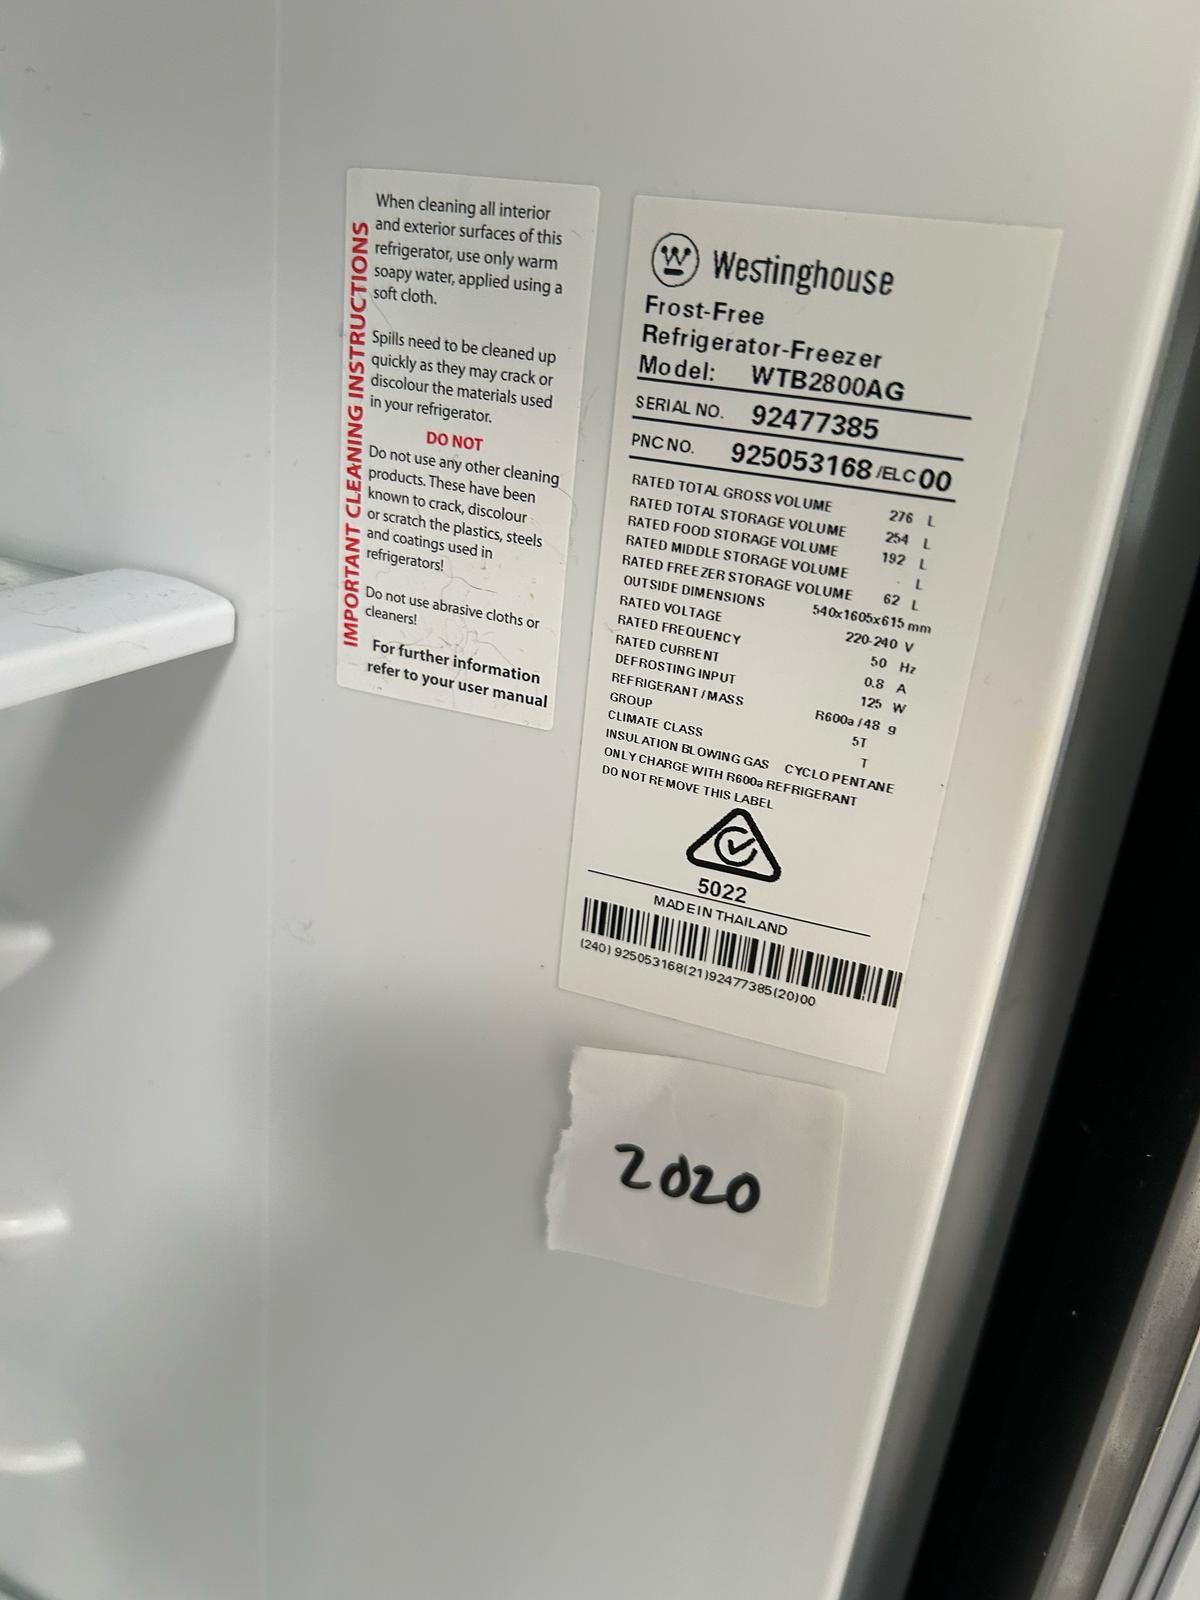 IMPORTANT CLEANING INSTRUCTIONS
When cleaning all interior
and exterior surfaces of this
refrigerator, use only warm
soapy water, applied using a
soft cloth.
Spills need to be cleaned up
quickly as they may crack or
discolour the materials used
in your refrigerator.
DO NOT
Do not use any other cleaning
products. These have been
known to crack, discolour
or scratch the plastics, steels
and coatings used in
refrigerators!
Do not use abrasive cloths or
cleaners!
For further information
refer to your user manual
W Westinghouse
Frost-Free
Refrigerator-Freezer
Model: WTB2800AG
SERIAL NO. 92477385
PNC NO. 925053168 /ELC 00
RATED TOTAL GROSS VOLUME 276 L
RATED TOTAL STORAGE VOLUME 254 L
RATED FOOD STORAGE VOLUME 192 L
RATED MIDDLE STORAGE VOLUME . L
RATED FREEZER STORAGE VOLUME 62 L
OUTSIDE DIMENSIONS 540x1605x615 mm
RATED VOLTAGE 220-240 V
RATED FREQUENCY 50 Hz
RATED CURRENT 0.8 A
DEFROSTING INPUT 125 W
REFRIGERANT / MASS R600a / 48 g
GROUP 5T
CLIMATE CLASS T
INSULATION BLOWING GAS CYCLO PENTANE
ONLY CHARGE WITH R600a REFRIGERANT
DO NOT REMOVE THIS LABEL
5022
MADE IN THAILAND
(240) 925053168(21)92477385(20)00
2020